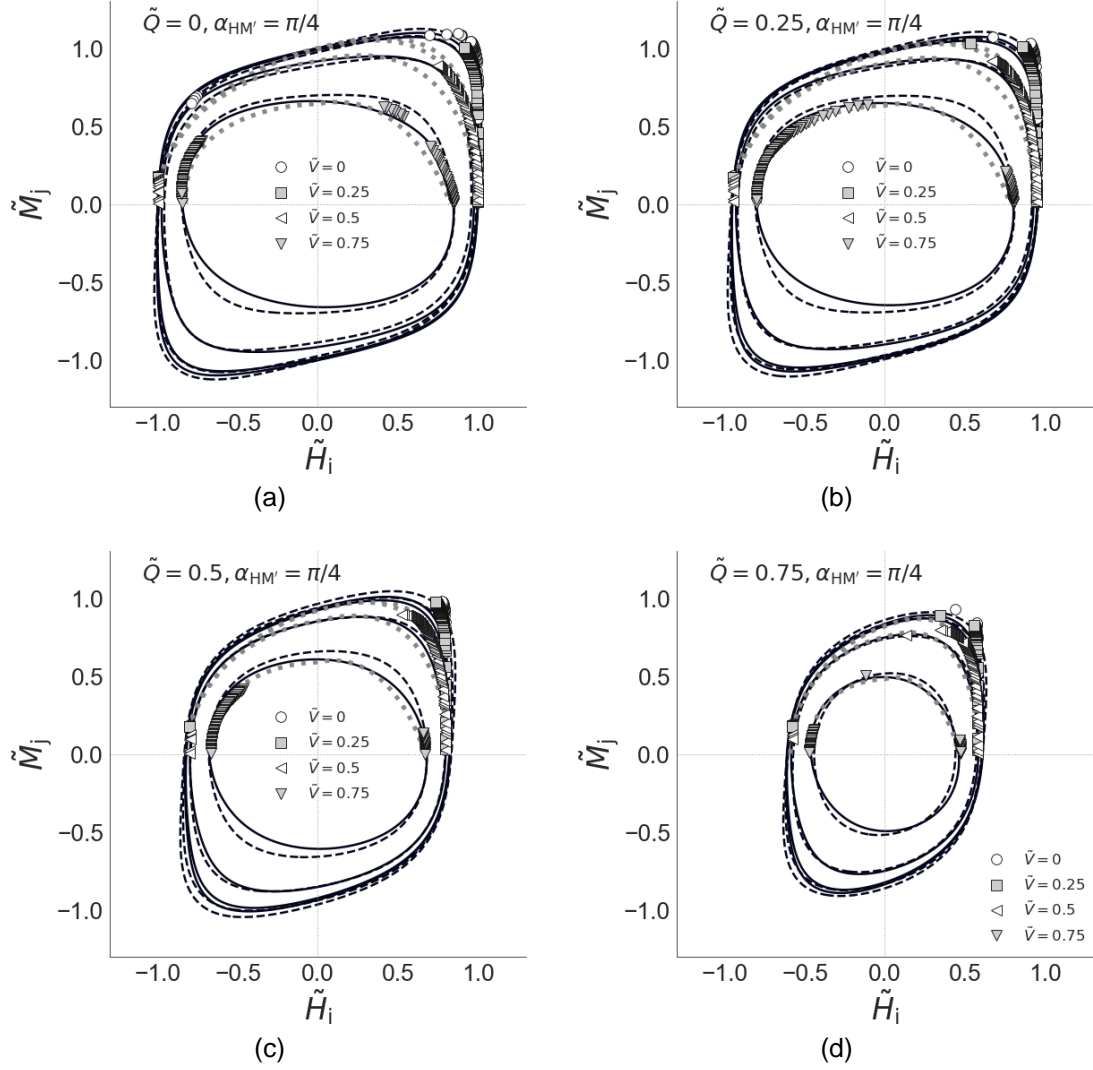 Q̃ = 0, α_HM′ = π/4
1.0
0.5
0.0
−0.5
−1.0
M̃_j
Ṽ = 0
Ṽ = 0.25
Ṽ = 0.5
Ṽ = 0.75
−1.0 −0.5 0.0 0.5 1.0
H̃_i
(a)
Q̃ = 0.25, α_HM′ = π/4
1.0
0.5
0.0
−0.5
−1.0
M̃_j
Ṽ = 0
Ṽ = 0.25
Ṽ = 0.5
Ṽ = 0.75
−1.0 −0.5 0.0 0.5 1.0
H̃_i
(b)
Q̃ = 0.5, α_HM′ = π/4
1.0
0.5
0.0
−0.5
−1.0
M̃_j
Ṽ = 0
Ṽ = 0.25
Ṽ = 0.5
Ṽ = 0.75
−1.0 −0.5 0.0 0.5 1.0
H̃_i
(c)
Q̃ = 0.75, α_HM′ = π/4
1.0
0.5
0.0
−0.5
−1.0
M̃_j
Ṽ = 0
Ṽ = 0.25
Ṽ = 0.5
Ṽ = 0.75
−1.0 −0.5 0.0 0.5 1.0
H̃_i
(d)